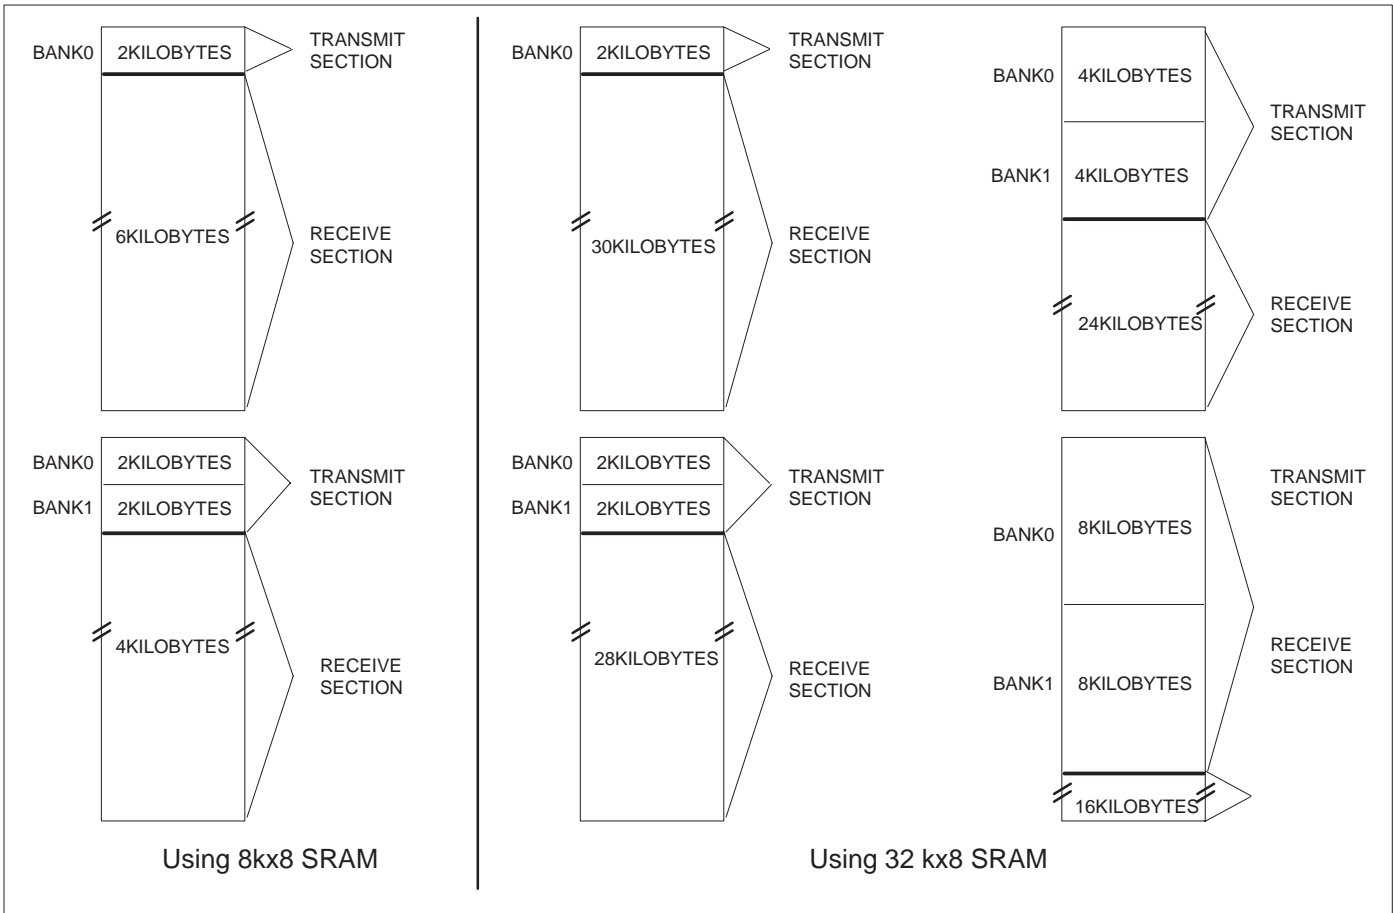 BANK0
2KILOBYTES
TRANSMIT
SECTION
6KILOBYTES
RECEIVE
SECTION
BANK0
2KILOBYTES
BANK1
2KILOBYTES
TRANSMIT
SECTION
4KILOBYTES
RECEIVE
SECTION
Using 8kx8 SRAM
BANK0
2KILOBYTES
TRANSMIT
SECTION
30KILOBYTES
RECEIVE
SECTION
BANK0
2KILOBYTES
BANK1
2KILOBYTES
TRANSMIT
SECTION
28KILOBYTES
RECEIVE
SECTION
BANK0
4KILOBYTES
BANK1
4KILOBYTES
TRANSMIT
SECTION
24KILOBYTES
RECEIVE
SECTION
BANK0
8KILOBYTES
BANK1
8KILOBYTES
TRANSMIT
SECTION
RECEIVE
SECTION
16KILOBYTES
Using 32 kx8 SRAM